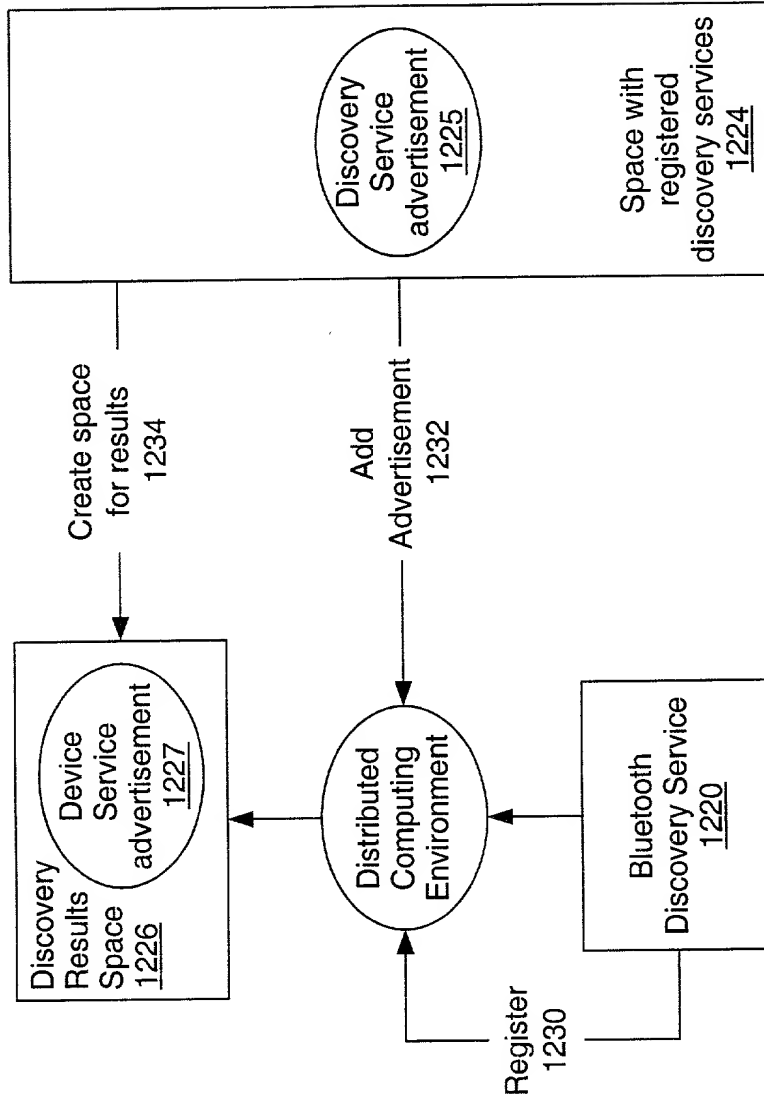 Discovery
Results
Space
1226
Device
Service
advertisement
1227
Create space
for results
1234
Discovery
Service
advertisement
1225
Space with
registered
discovery services
1224
Distributed
Computing
Environment
Add
Advertisement
1232
Register
1230
Bluetooth
Discovery Service
1220